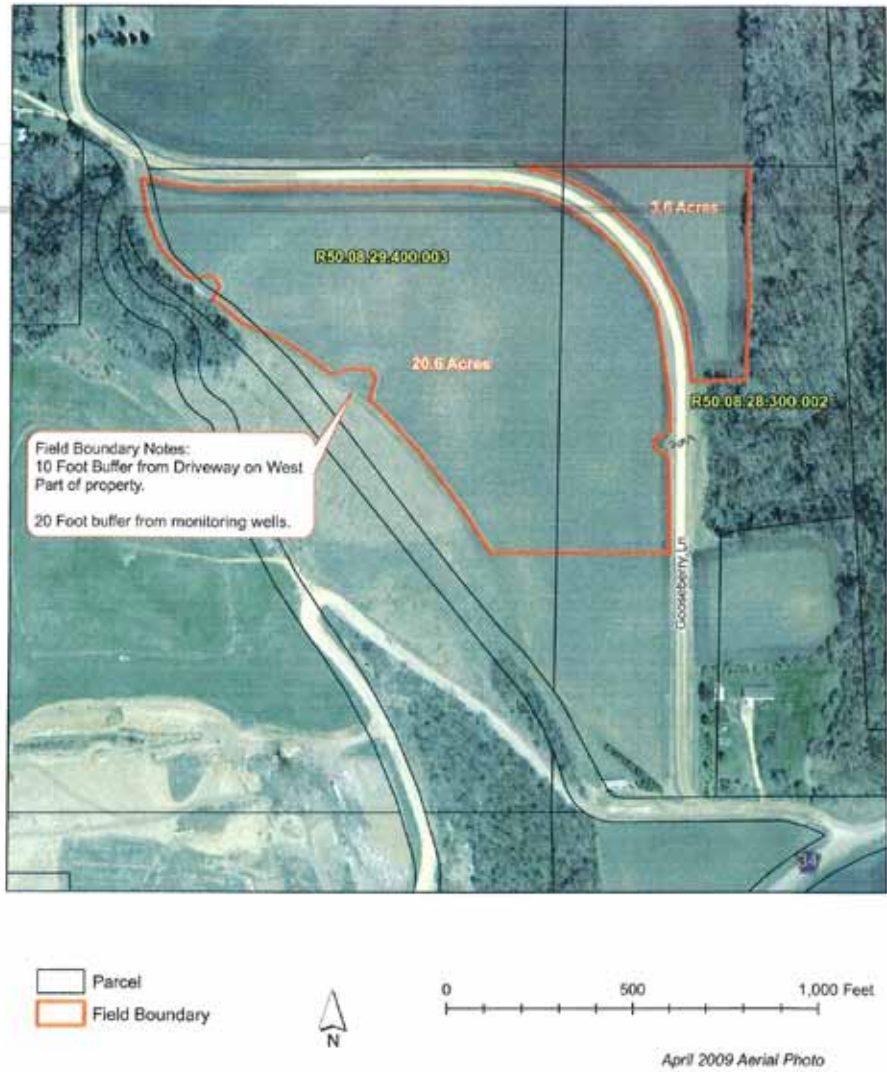 3.6 Acres
R50.08.29.400.003
20.6 Acres
R50.08.28.300.002
Field Boundary Notes:
10 Foot Buffer from Driveway on West
Part of property.
20 Foot buffer from monitoring wells.
Gooseberry Ln
34
Parcel
Field Boundary
N
0 500 1,000 Feet
April 2009 Aerial Photo